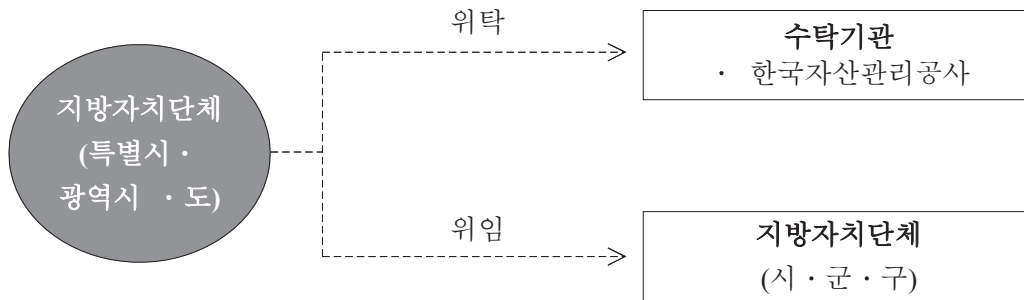 지방자치단체
(특별시 ·
광역시 · 도)
위탁
수탁기관
· 한국자산관리공사
위임
지방자치단체
(시 · 군 · 구)